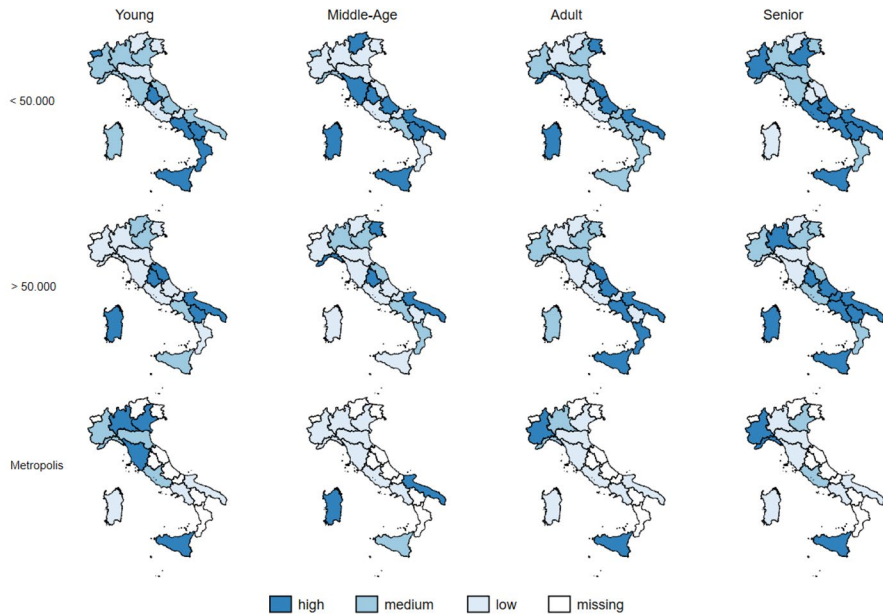 Young Middle-Age Adult Senior
< 50.000
> 50.000
Metropolis
high medium low missing